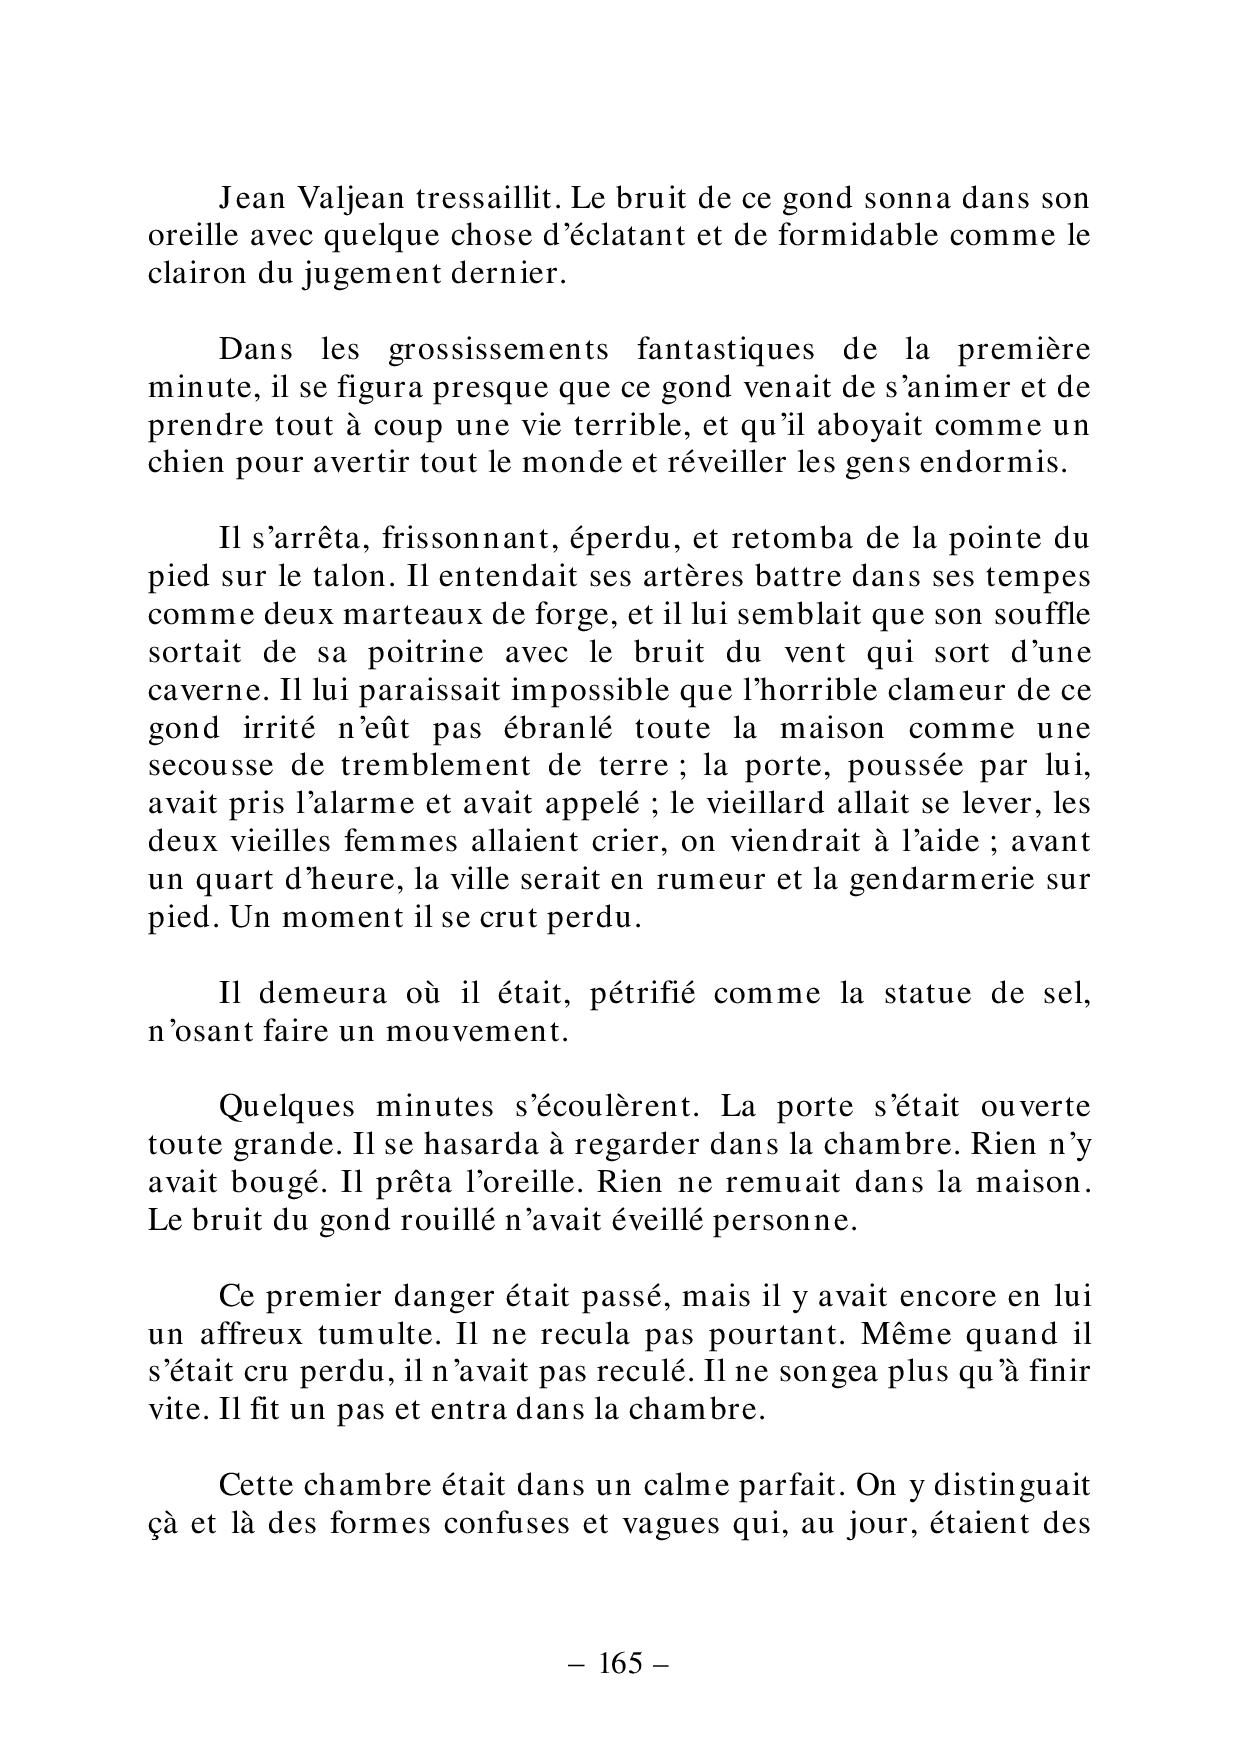 Jean Valjean tressaillit. Le bruit de ce gond sonna dans son
oreille avec quelque chose d’éclatant et de formidable comme le
clairon du jugement dernier.
Dans les grossissements fantastiques de la première
minute, il se figura presque que ce gond venait de s’animer et de
prendre tout à coup une vie terrible, et qu’il aboyait comme un
chien pour avertir tout le monde et réveiller les gens endormis.
Il s’arrêta, frissonnant, éperdu, et retomba de la pointe du
pied sur le talon. Il entendait ses artères battre dans ses tempes
comme deux marteaux de forge, et il lui semblait que son souffle
sortait de sa poitrine avec le bruit du vent qui sort d’une
caverne. Il lui paraissait impossible que l’horrible clameur de ce
gond irrité n’eût pas ébranlé toute la maison comme une
secousse de tremblement de terre ; la porte, poussée par lui,
avait pris l’alarme et avait appelé ; le vieillard allait se lever, les
deux vieilles femmes allaient crier, on viendrait à l’aide ; avant
un quart d’heure, la ville serait en rumeur et la gendarmerie sur
pied. Un moment il se crut perdu.
Il demeura où il était, pétrifié comme la statue de sel,
n’osant faire un mouvement.
Quelques minutes s’écoulèrent. La porte s’était ouverte
toute grande. Il se hasarda à regarder dans la chambre. Rien n’y
avait bougé. Il prêta l’oreille. Rien ne remuait dans la maison.
Le bruit du gond rouillé n’avait éveillé personne.
Ce premier danger était passé, mais il y avait encore en lui
un affreux tumulte. Il ne recula pas pourtant. Même quand il
s’était cru perdu, il n’avait pas reculé. Il ne songea plus qu’à finir
vite. Il fit un pas et entra dans la chambre.
Cette chambre était dans un calme parfait. On y distinguait
çà et là des formes confuses et vagues qui, au jour, étaient des
– 165 –